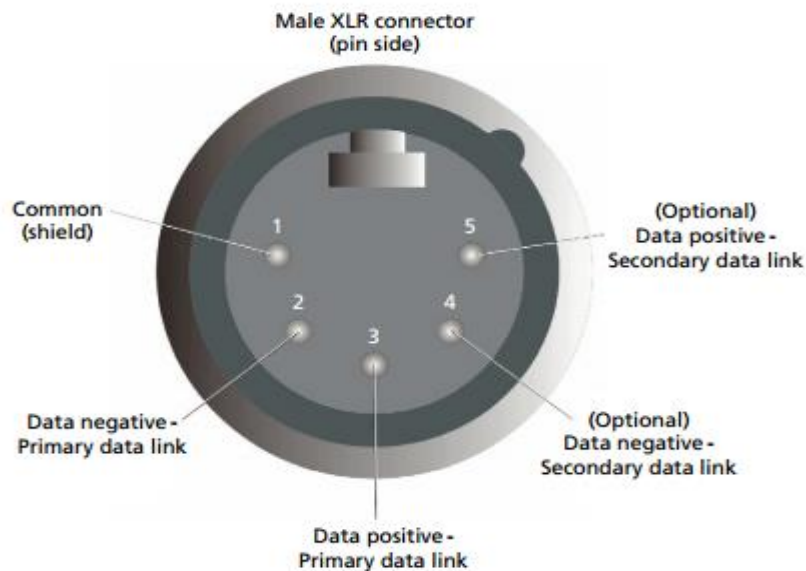 Male XLR connector
(pin side)
Common
(shield)
1
5
(Optional)
Data positive-
Secondary data link
2
4
3
Data negative-
Primary data link
(Optional)
Data negative-
Secondary data link
Data positive-
Primary data link